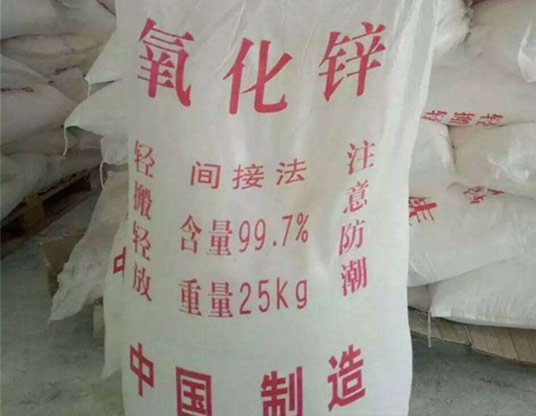 氧化锌
轻搬轻放
间接法
含量99.7%
重量25kg
注意防潮
中国制造